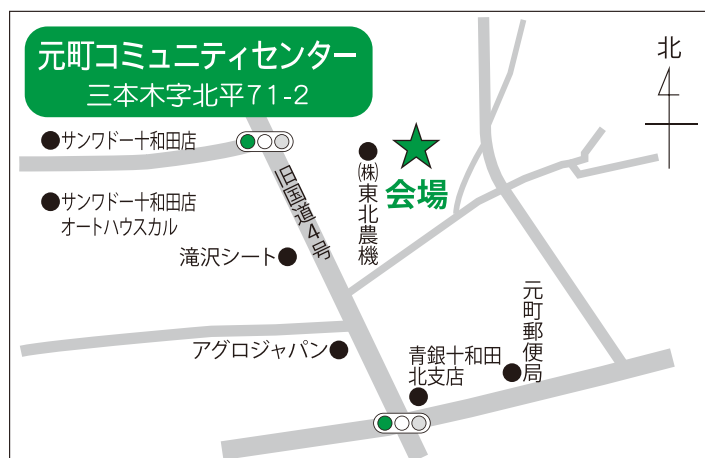 元町コミュニティセンター
三本木字北平71-2
北
サンワドー十和田店
サンワドー十和田店
オートハウスカル
旧国道4号
㈱東北農機
会場
滝沢シート
アグロジャパン
青銀十和田
北支店
元町郵便局